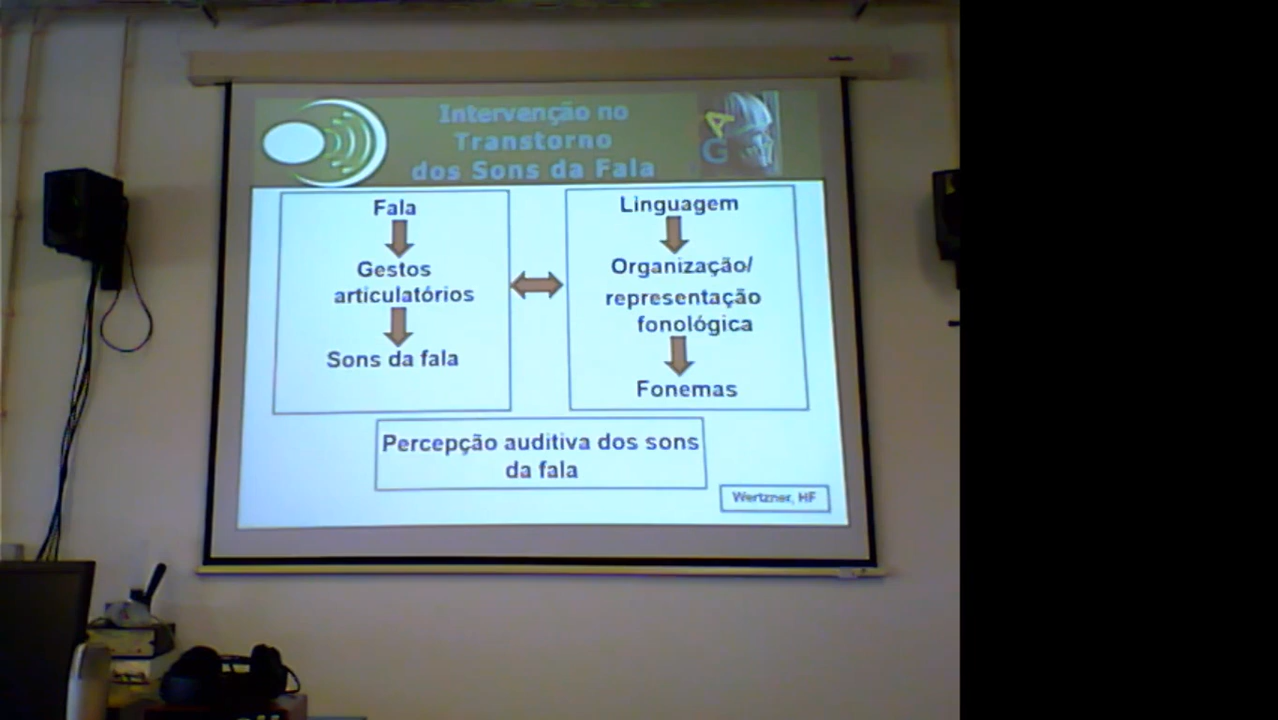 Intervenção no
Transtorno
dos Sons da Fala
A
G
Fala
Gestos
articulatórios
Sons da fala
Linguagem
Organização/
representação
fonológica
Fonemas
Percepção auditiva dos sons
da fala
Wertzner, HF